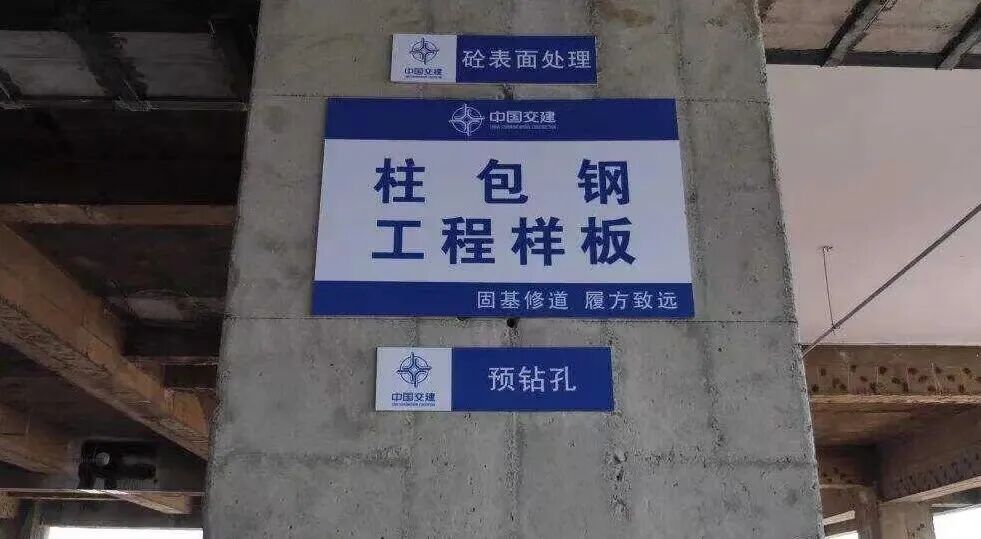 中国交建
砼表面处理
中国交建
柱包钢
工程样板
固基修道 履方致远
中国交建
预钻孔